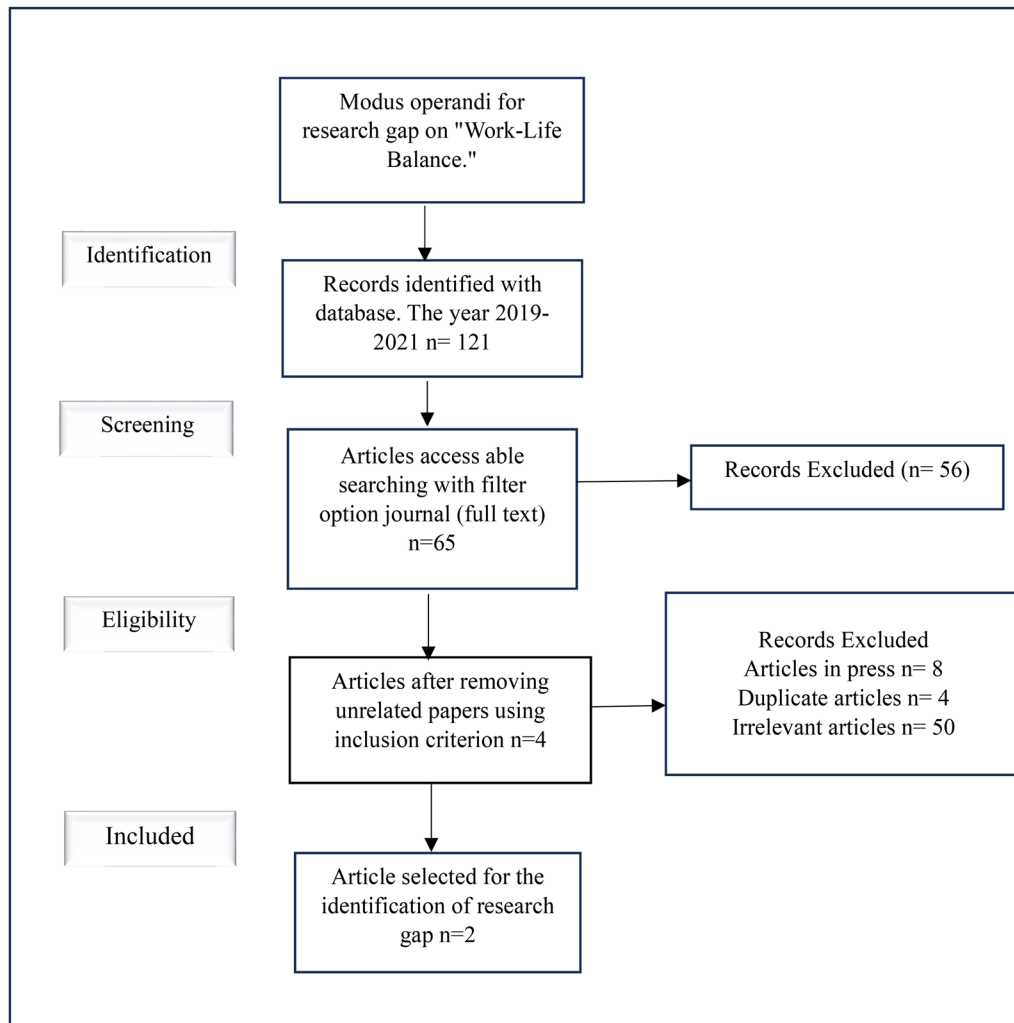 Modus operandi for
research gap on "Work-Life
Balance."
Identification
Records identified with
database. The year 2019-
2021 n= 121
Screening
Articles access able
searching with filter
option journal (full text)
n=65
Records Excluded (n= 56)
Eligibility
Articles after removing
unrelated papers using
inclusion criterion n=4
Records Excluded
Articles in press n= 8
Duplicate articles n= 4
Irrelevant articles n= 50
Included
Article selected for the
identification of research
gap n=2